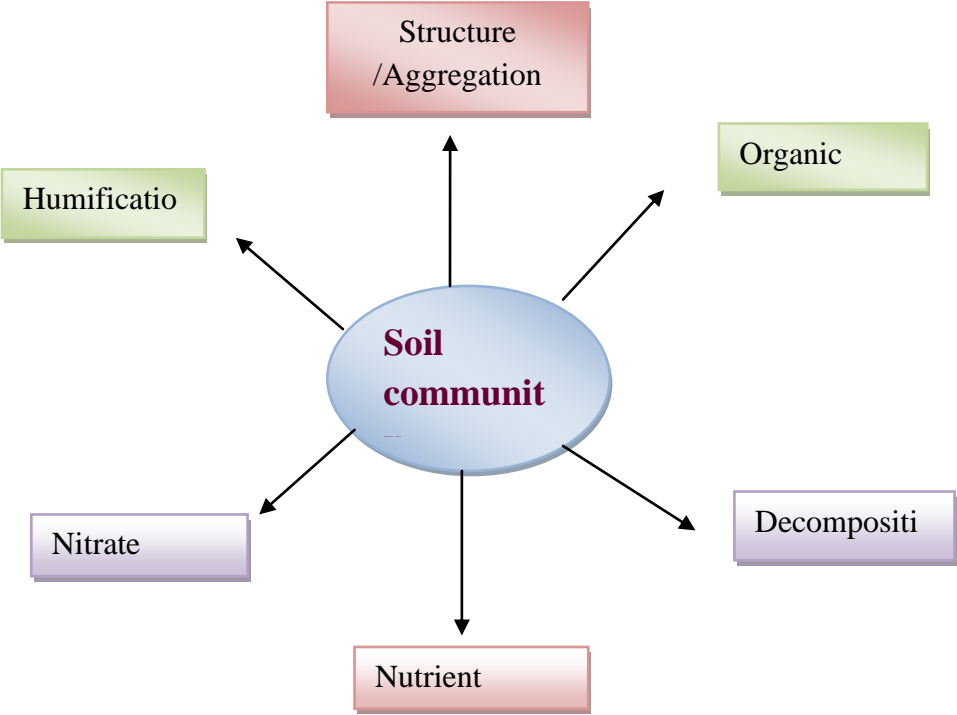 Structure
/Aggregation
Organic
Humificatio
Soil
communit
Nitrate
Decompositi
Nutrient